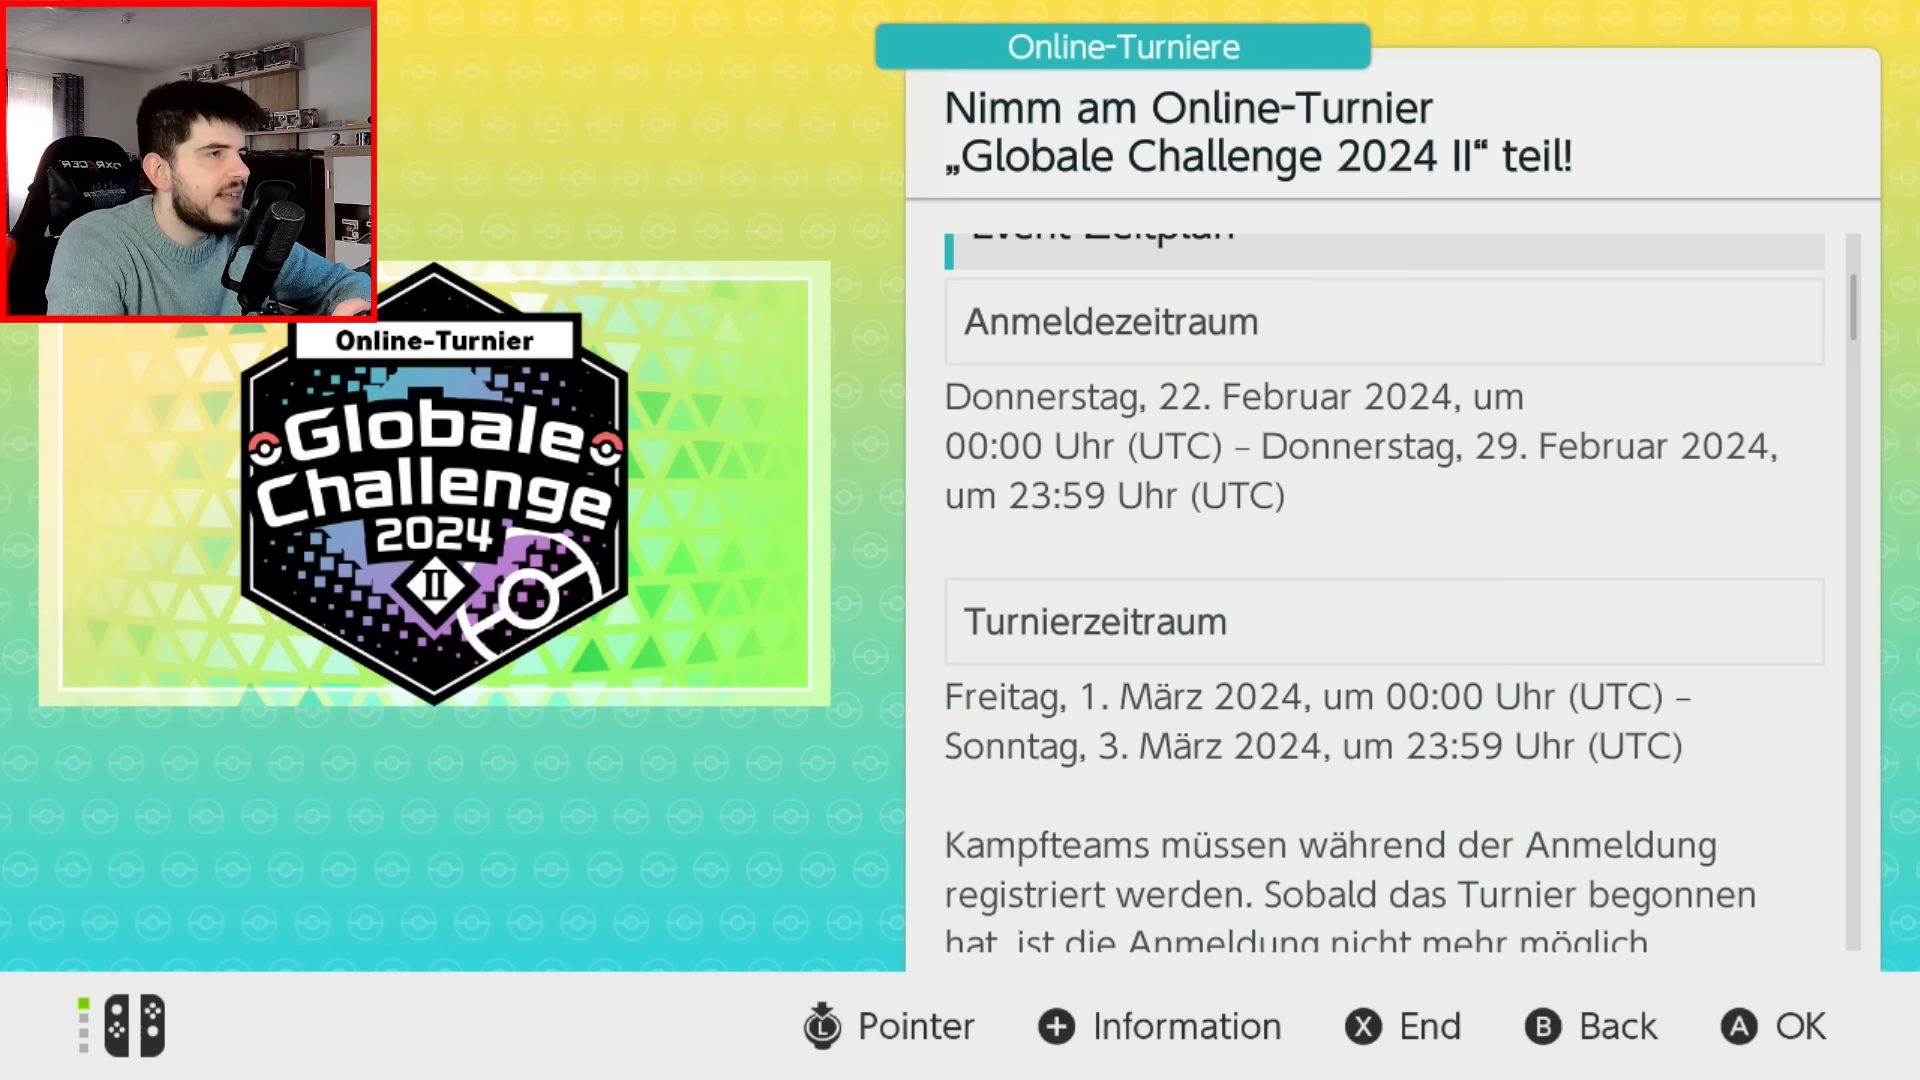 Online-Turniere
Nimm am Online-Turnier
„Globale Challenge 2024 II“ teil!
Event-Zeitplan
Anmeldezeitraum
Donnerstag, 22. Februar 2024, um
00:00 Uhr (UTC) – Donnerstag, 29. Februar 2024,
um 23:59 Uhr (UTC)
Turnierzeitraum
Freitag, 1. März 2024, um 00:00 Uhr (UTC) –
Sonntag, 3. März 2024, um 23:59 Uhr (UTC)
Kampfteams müssen während der Anmeldung
registriert werden. Sobald das Turnier begonnen
hat, ist die Anmeldung nicht mehr möglich.
Online-Turnier
Globale
Challenge
2024
II
DXRACER
L Pointer
+ Information
X End
B Back
A OK